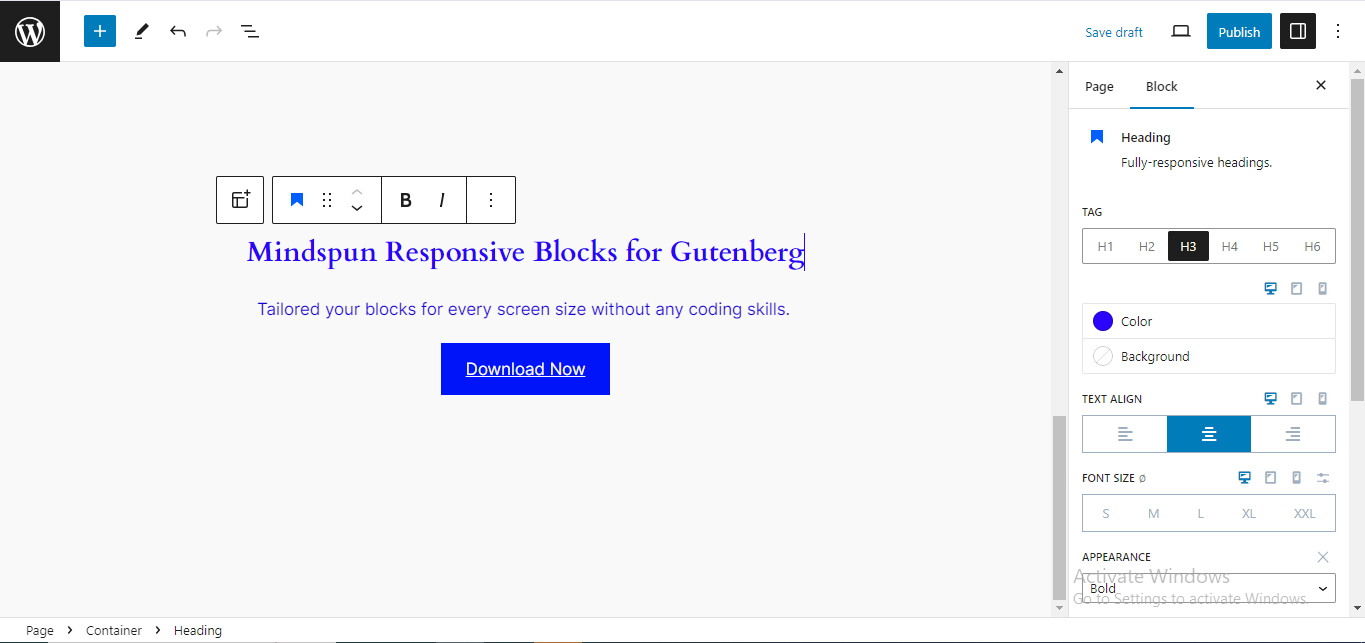 Save draft
Publish
Page
Block
Heading
Fully-responsive headings.
B I
Mindspun Responsive Blocks for Gutenberg
Tailored your blocks for every screen size without any coding skills.
Download Now
TAG
H1 H2 H3 H4 H5 H6
Color
Background
TEXT ALIGN
FONT SIZE Ø
S M L XL XXL
APPEARANCE
Bold
Activate Windows
Go to Settings to activate Windows.
Page
Container
Heading